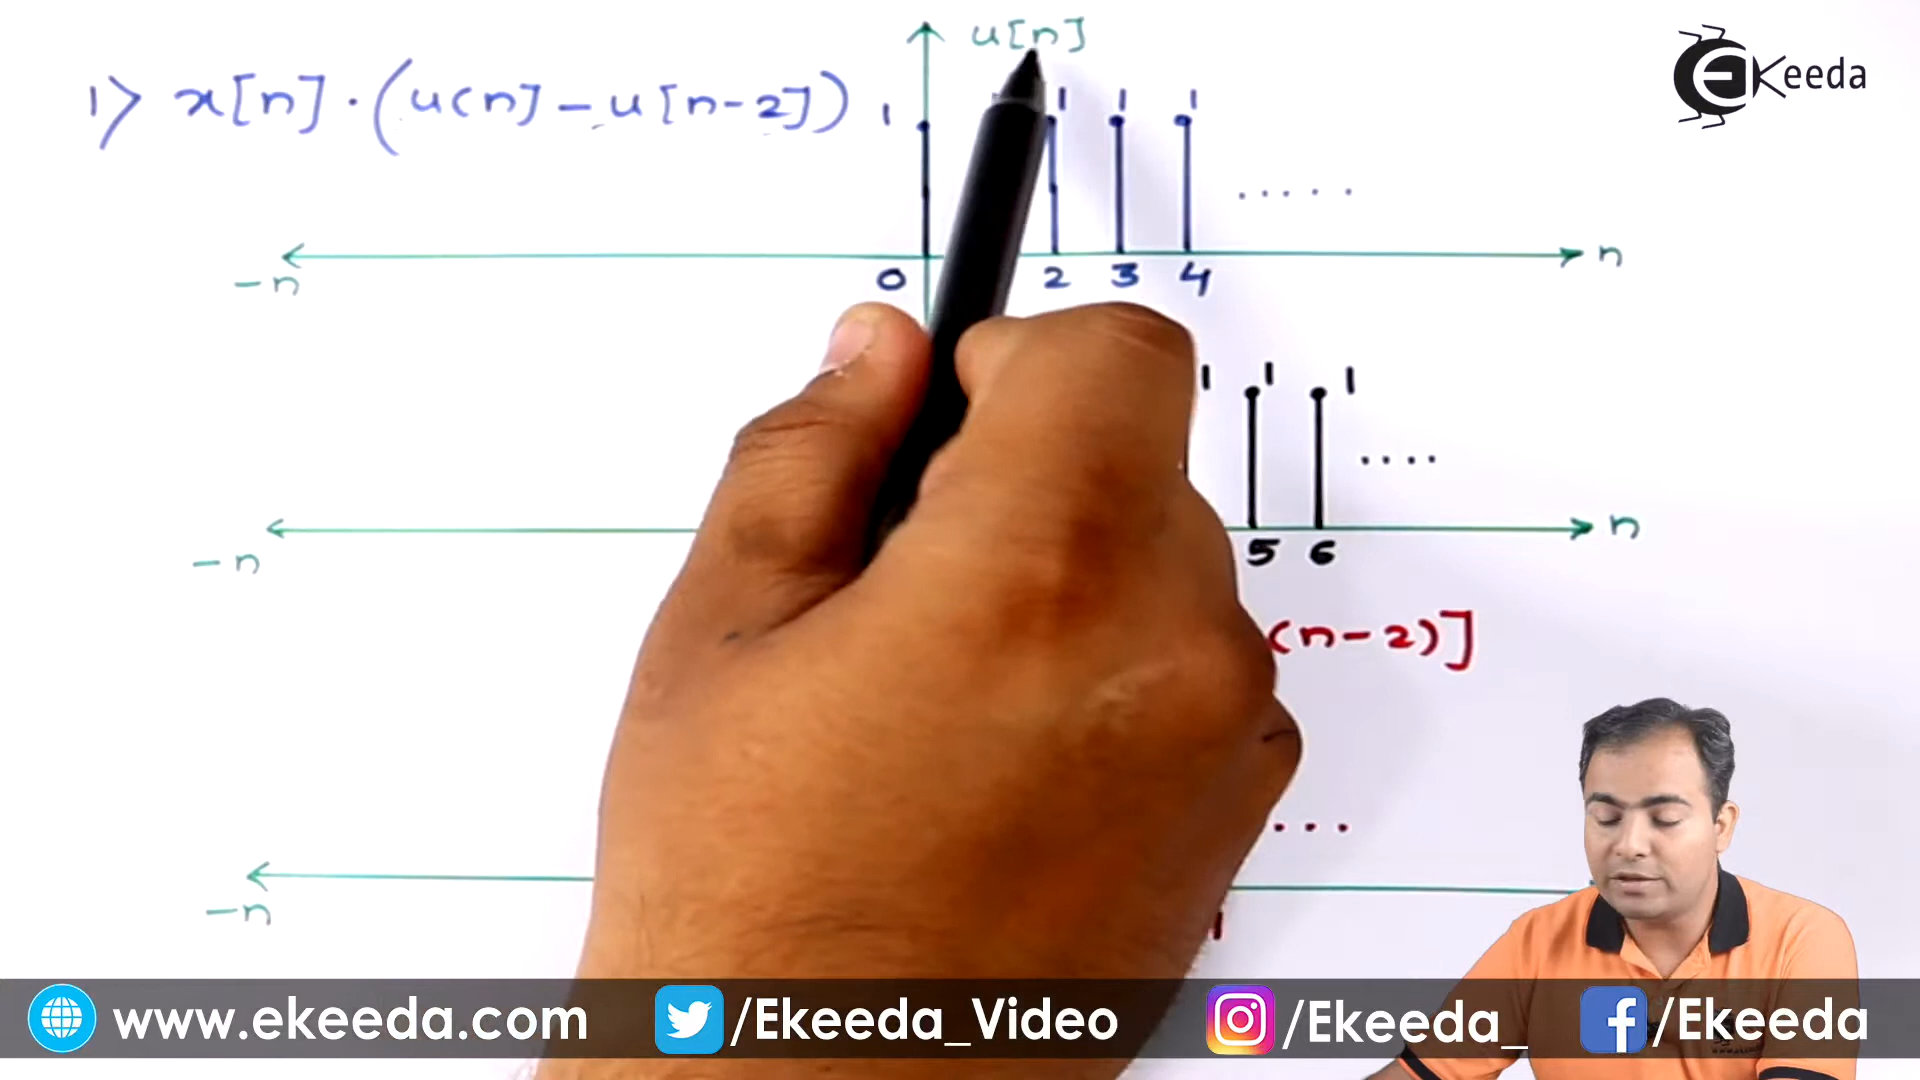 u[n]
1> x[n] · (u(n] - u[n-2])
1 1 1 1
.....
-n 0 2 3 4 n
1 1 1
....
-n 5 6 n
(n-2)]
...
-n
Keeda
www.ekeeda.com /Ekeeda_Video /Ekeeda_ /Ekeeda